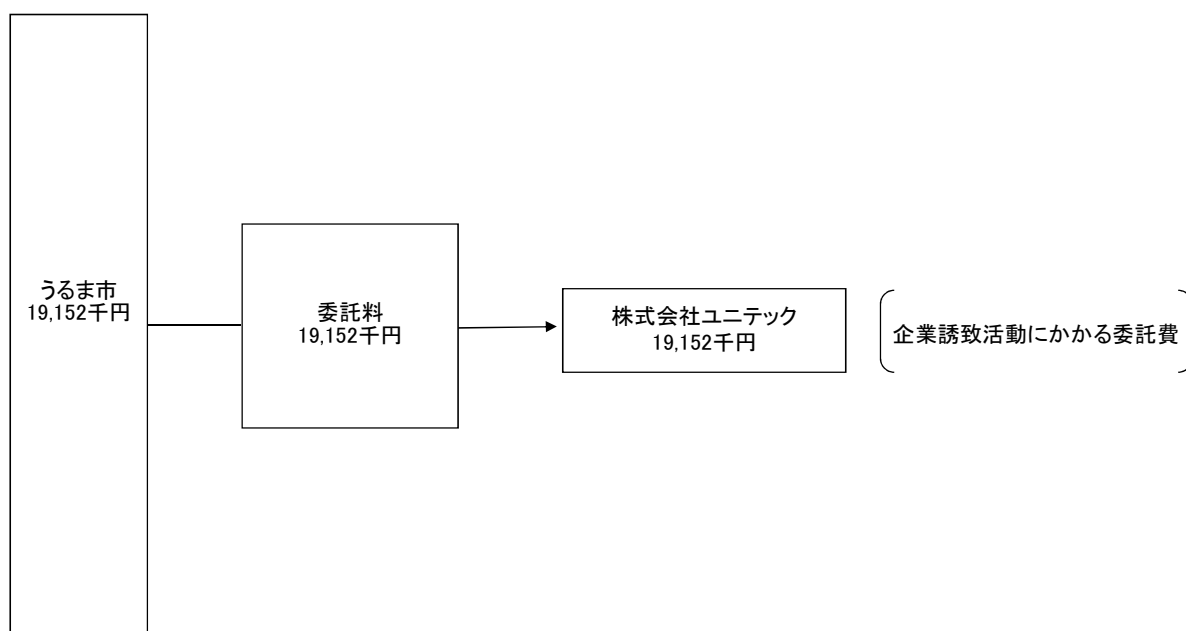 うるま市
19,152千円
委託料
19,152千円
株式会社ユニテック
19,152千円
企業誘致活動にかかる委託費